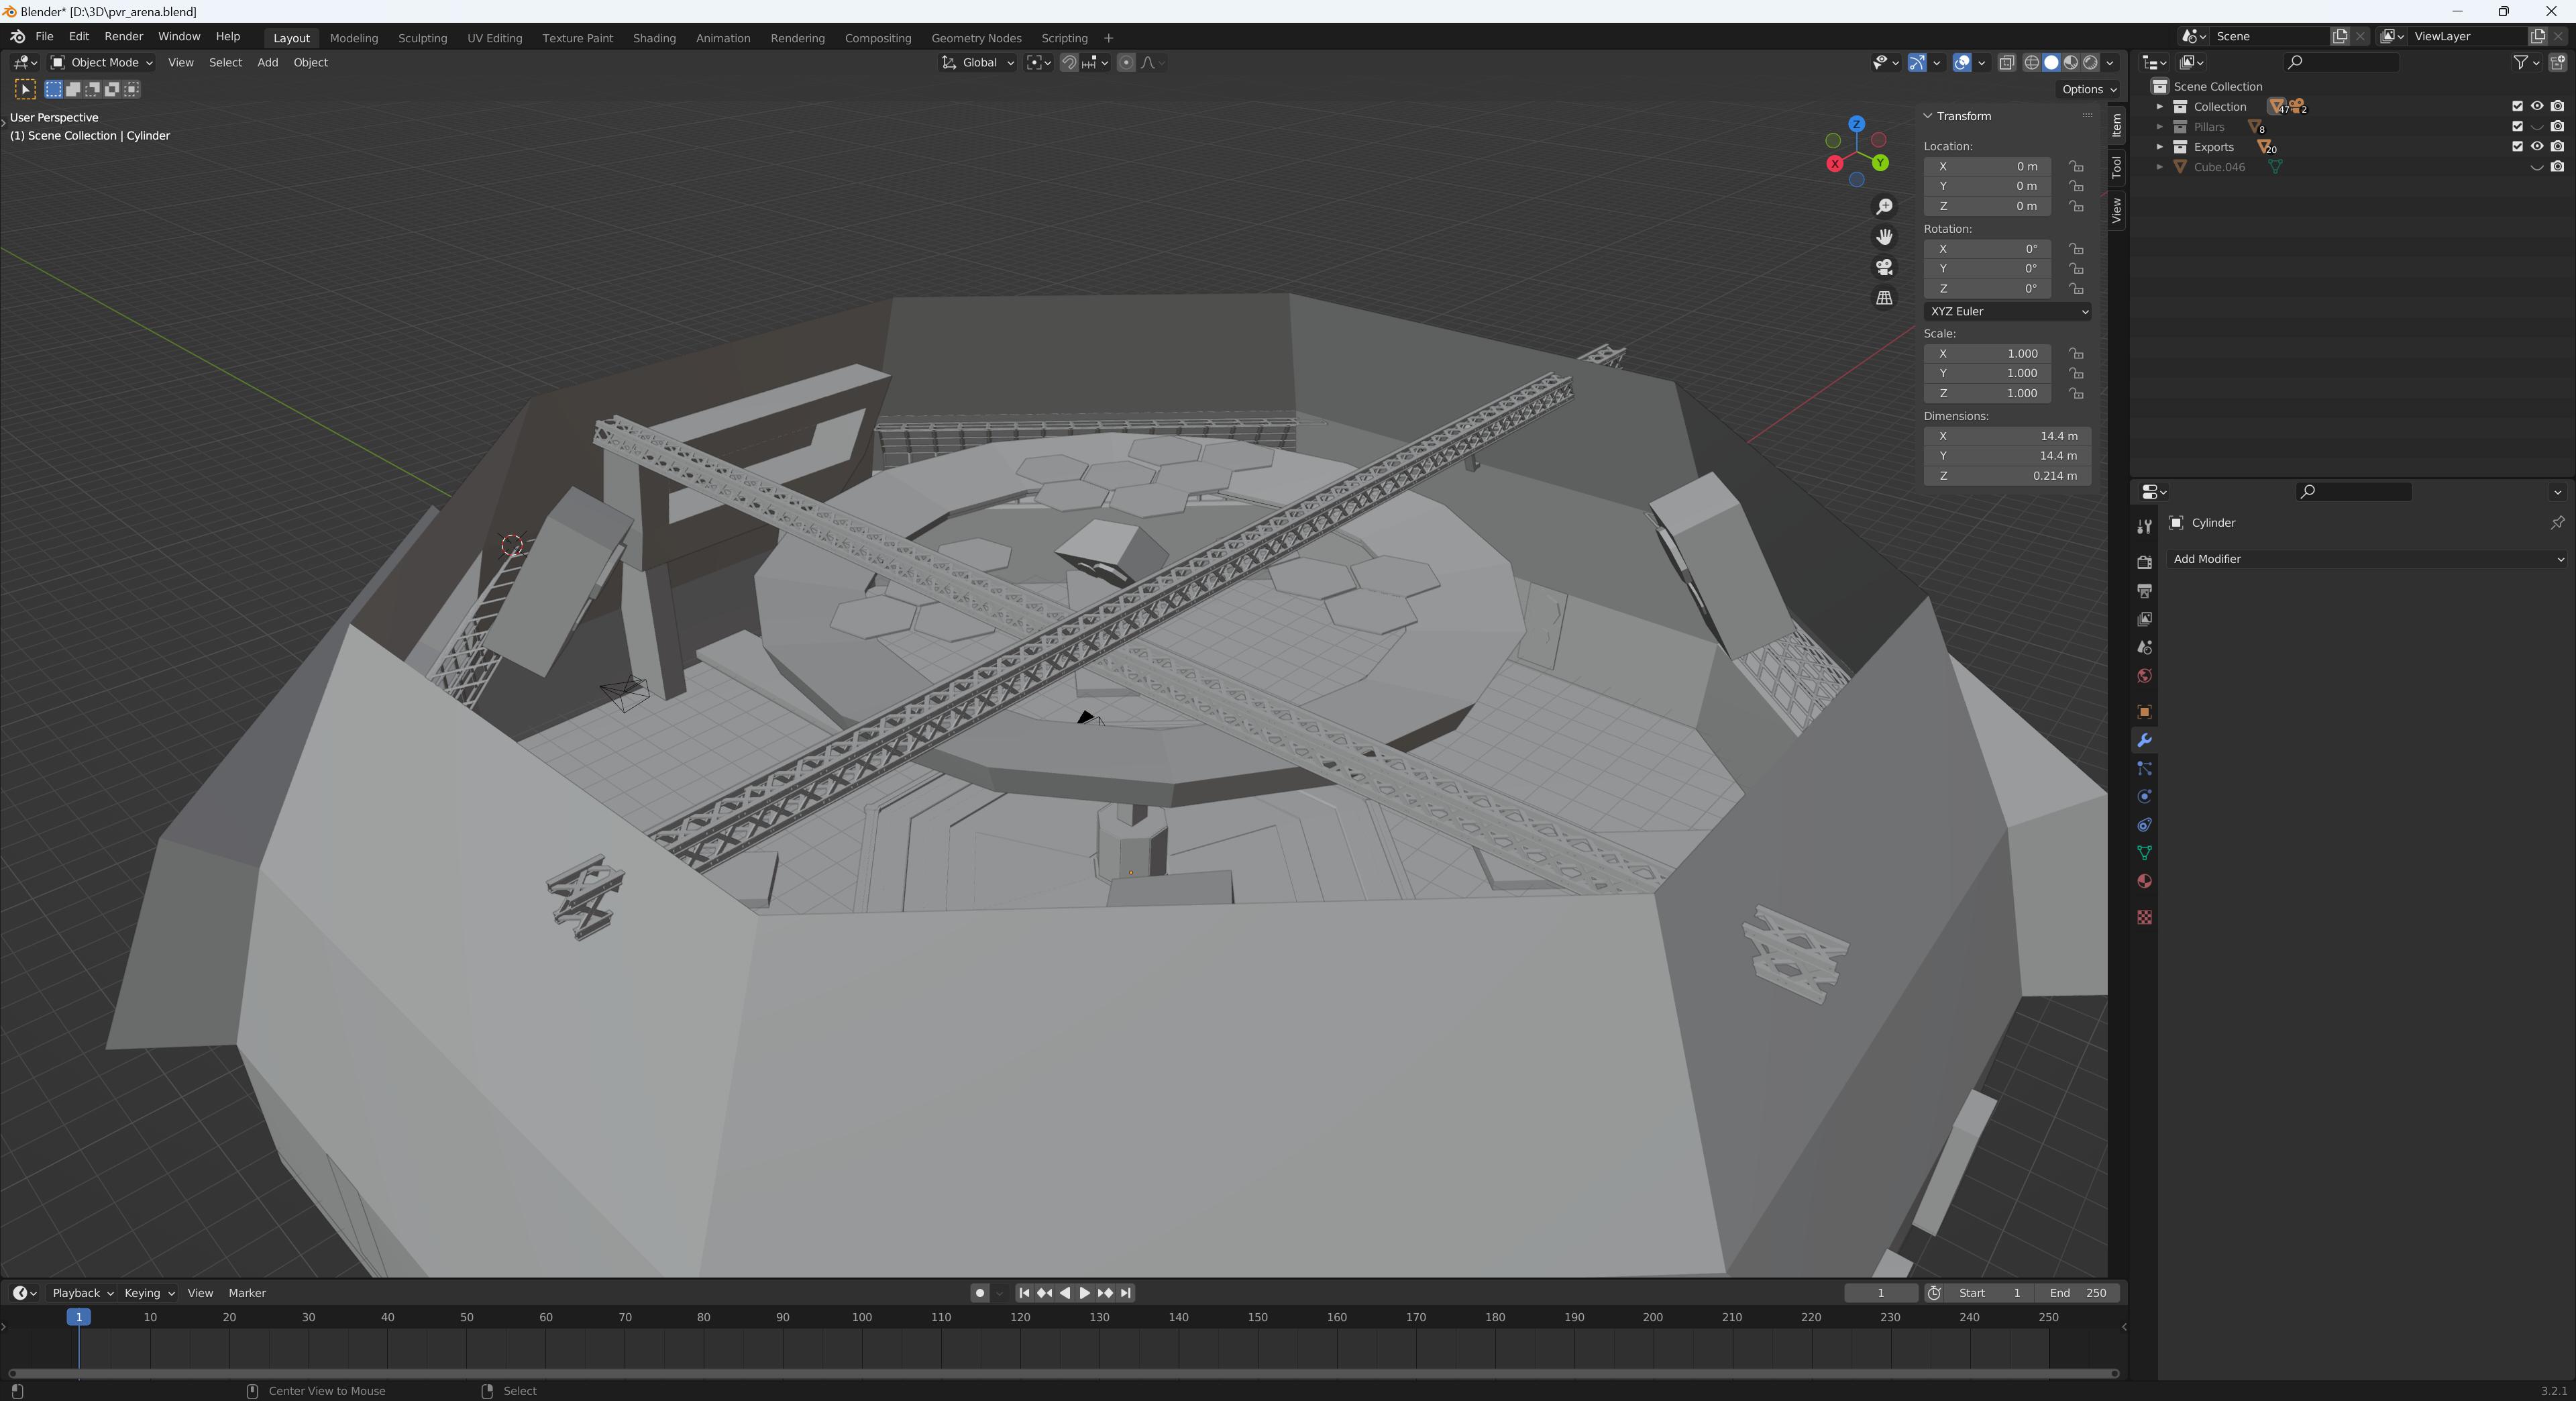 Blender* [D:\3D\pvr_arena.blend]
File Edit Render Window Help Layout Modeling Sculpting UV Editing Texture Paint Shading Animation Rendering Compositing Geometry Nodes Scripting + Scene ViewLayer
Object Mode View Select Add Object Global
Options
User Perspective
(1) Scene Collection | Cylinder
Z
X
Y
Transform
Location:
X 0 m
Y 0 m
Z 0 m
Rotation:
X 0°
Y 0°
Z 0°
XYZ Euler
Scale:
X 1.000
Y 1.000
Z 1.000
Dimensions:
X 14.4 m
Y 14.4 m
Z 0.214 m
Item
Tool
View
Scene Collection
Collection 47 2
Pillars 8
Exports 20
Cube.046
Cylinder
Add Modifier
Playback Keying View Marker 1 Start 1 End 250
1 10 20 30 40 50 60 70 80 90 100 110 120 130 140 150 160 170 180 190 200 210 220 230 240 250
Center View to Mouse Select 3.2.1